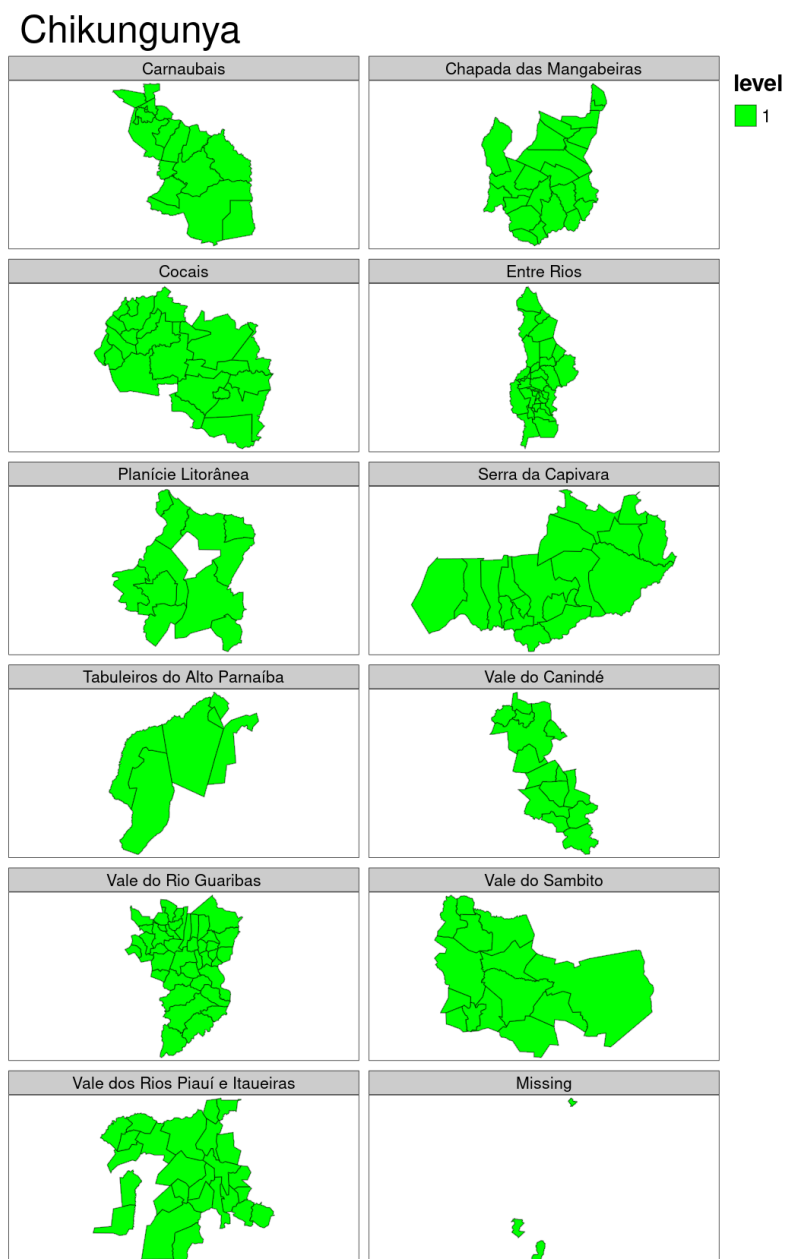 Chikungunya
Carnaubais
Chapada das Mangabeiras
level
1
Cocais
Entre Rios
Planície Litorânea
Serra da Capivara
Tabuleiros do Alto Parnaíba
Vale do Canindé
Vale do Rio Guaribas
Vale do Sambito
Vale dos Rios Piauí e Itaueiras
Missing